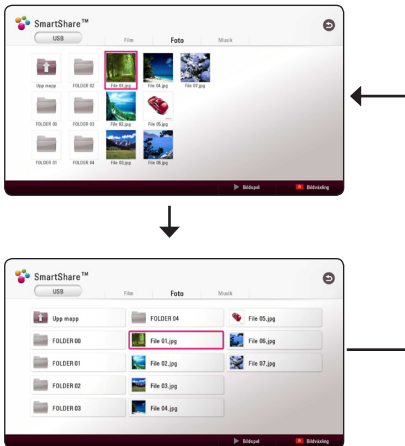 SmartShare™
USB Film Foto Musik
Upp mapp FOLDER 02 File 01.jpg File 04.jpg File 07.jpg
FOLDER 00 FOLDER 03 File 02.jpg File 05.jpg
FOLDER 01 FOLDER 04 File 03.jpg File 06.jpg
Bildspel Bildväxling
SmartShare™
USB Film Foto Musik
Upp mapp FOLDER 04 File 05.jpg
FOLDER 00 File 01.jpg File 06.jpg
FOLDER 01 File 02.jpg File 07.jpg
FOLDER 02 File 03.jpg
FOLDER 03 File 04.jpg
Bildspel Bildväxling